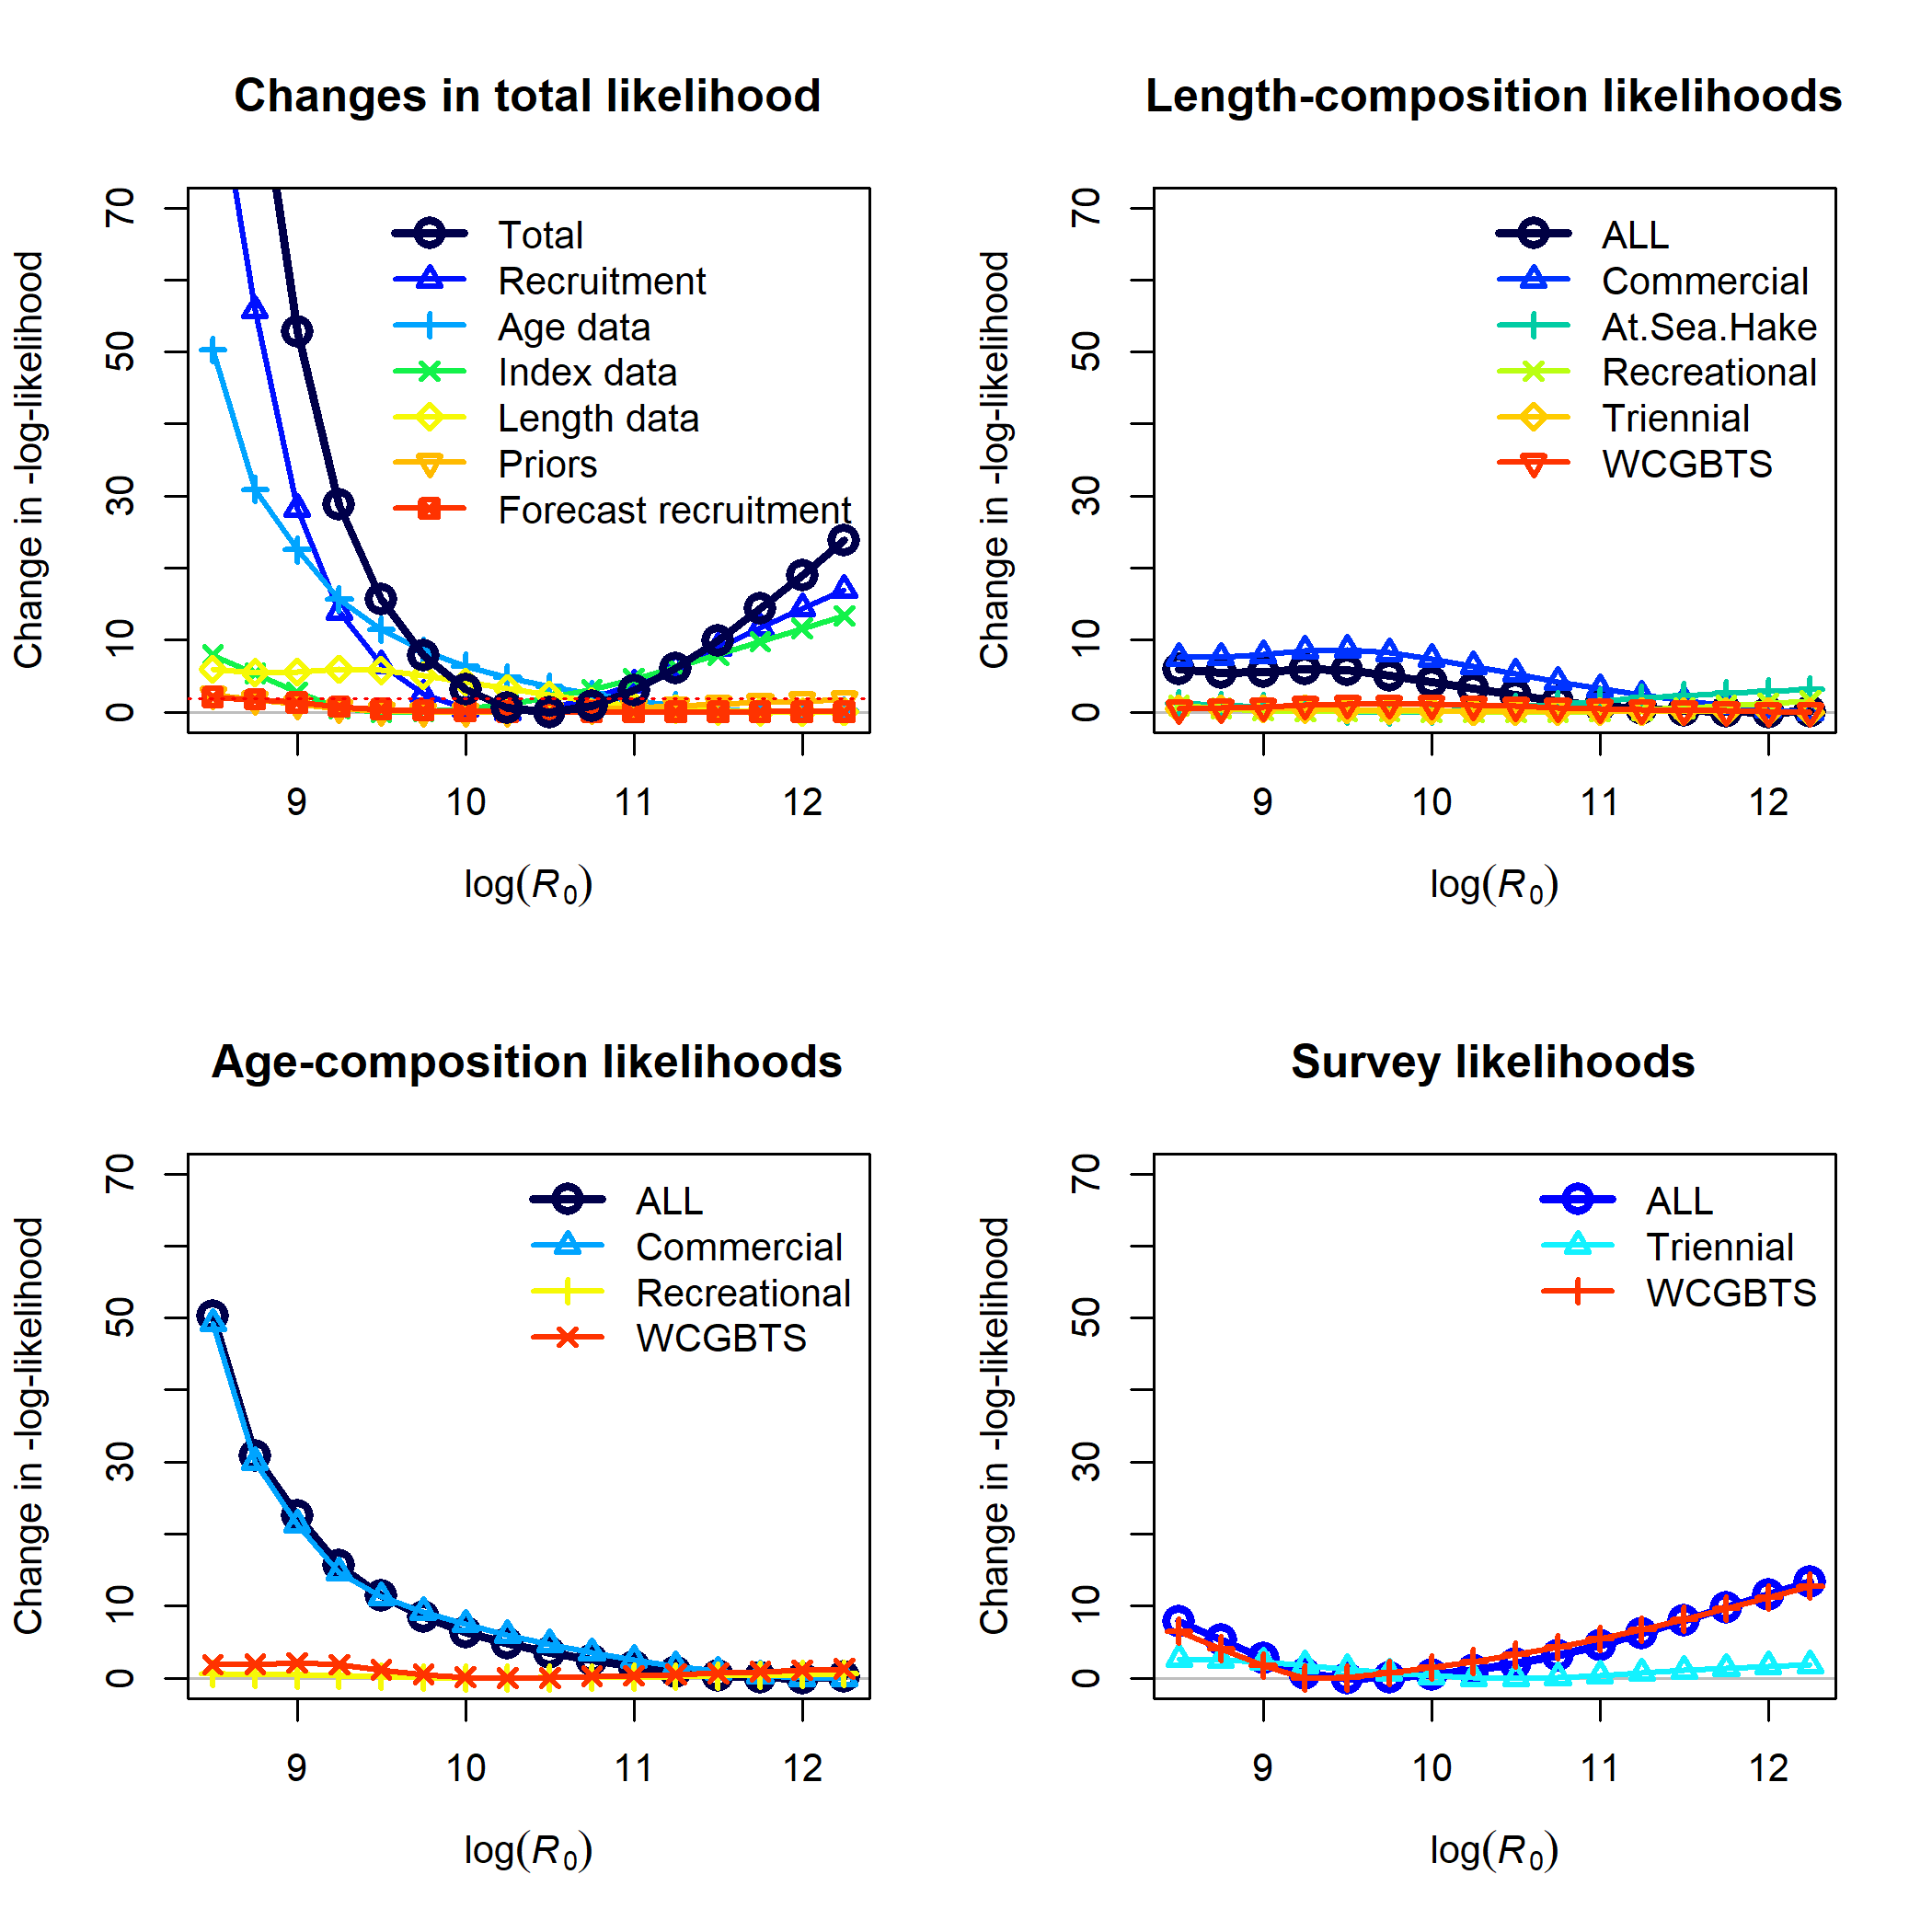 Changes in total likelihood
Change in -log-likelihood
70
50
30
10
0
Total
Recruitment
Age data
Index data
Length data
Priors
Forecast recruitment
9 10 11 12
log(R0)
Length-composition likelihoods
Change in -log-likelihood
70
50
30
10
0
ALL
Commercial
At.Sea.Hake
Recreational
Triennial
WCGBTS
9 10 11 12
log(R0)
Age-composition likelihoods
Change in -log-likelihood
70
50
30
10
0
ALL
Commercial
Recreational
WCGBTS
9 10 11 12
log(R0)
Survey likelihoods
Change in -log-likelihood
70
50
30
10
0
ALL
Triennial
WCGBTS
9 10 11 12
log(R0)